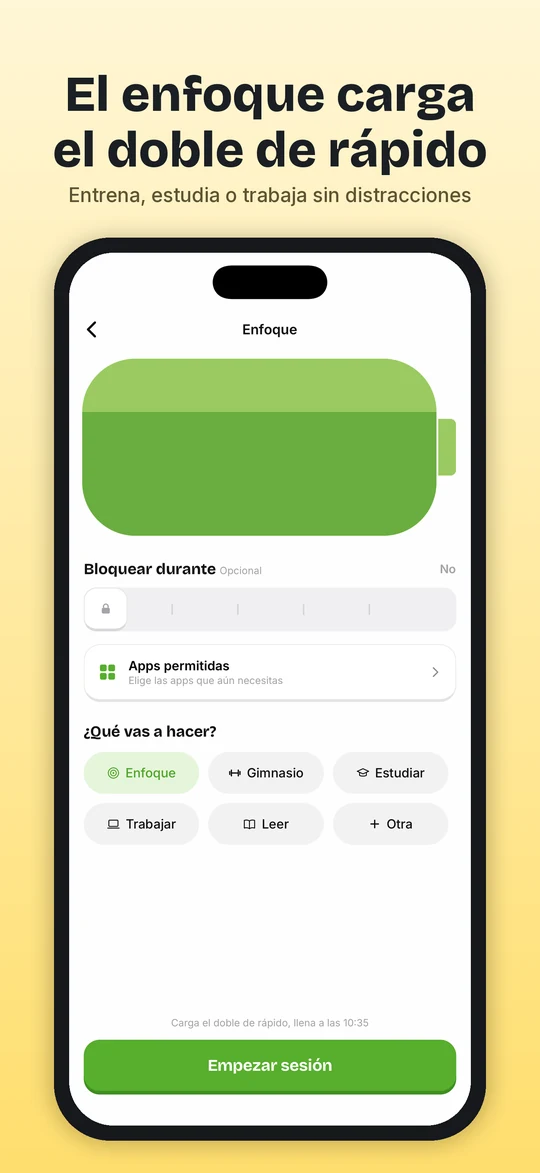 El enfoque carga
el doble de rápido
Entrena, estudia o trabaja sin distracciones
Enfoque
Bloquear durante Opcional No
Apps permitidas
Elige las apps que aún necesitas
¿Qué vas a hacer?
Enfoque Gimnasio Estudiar
Trabajar Leer Otra
Carga el doble de rápido, llena a las 10:35
Empezar sesión